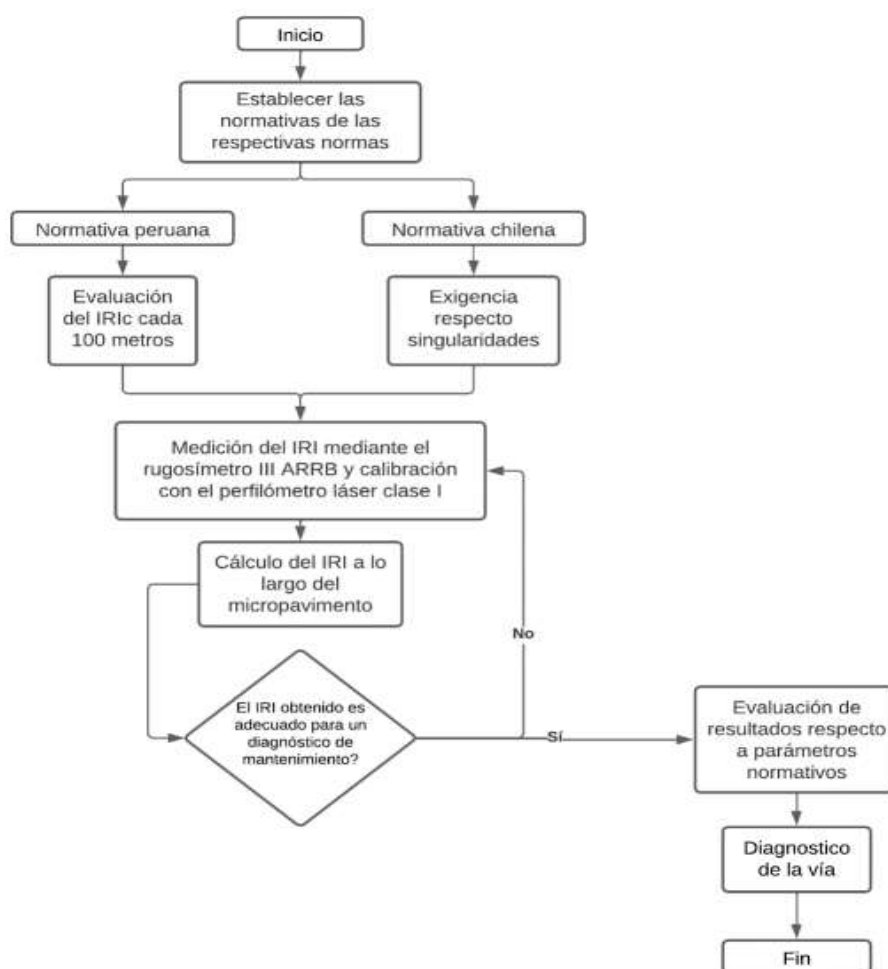 Inicio
Establecer las
normativas de las
respectivas normas
Normativa peruana
Normativa chilena
Evaluación
del IRIc cada
100 metros
Exigencia
respecto
singularidades
Medición del IRI mediante el
rugosímetro III ARRB y calibración
con el perfilómetro láser clase I
Cálculo del IRI a lo
largo del
micropavimento
No
El IRI obtenido es
adecuado para un
diagnóstico de
mantenimiento?
Sí
Evaluación de
resultados respecto
a parámetros
normativos
Diagnostico
de la vía
Fin